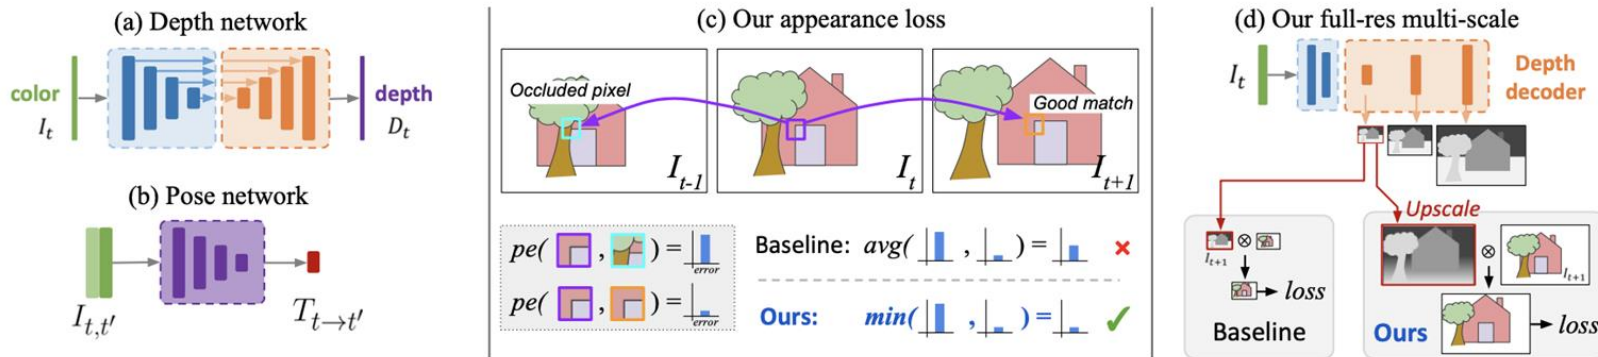 (a) Depth network
color
I_t
depth
D_t
(b) Pose network
I_{t,t'}
T_{t→t'}
(c) Our appearance loss
Occluded pixel
Good match
I_{t-1}
I_t
I_{t+1}
pe( , ) =
error
pe( , ) =
error
Baseline: avg( , ) = ×
Ours: min( , ) = ✓
(d) Our full-res multi-scale
I_t
Depth
decoder
Upscale
I_{t+1}
⊗
loss
Baseline
⊗
I_{t+1}
loss
Ours